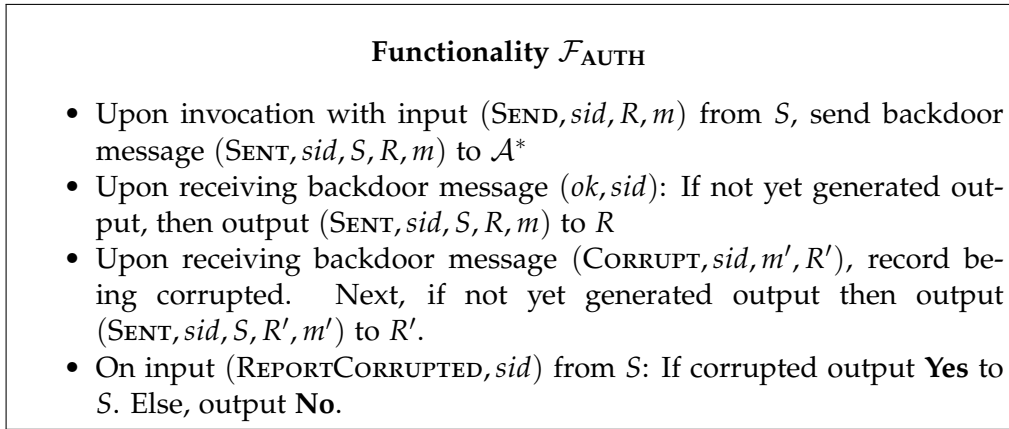 Functionality F_AUTH
• Upon invocation with input (SEND, sid, R, m) from S, send backdoor
message (SENT, sid, S, R, m) to A*
• Upon receiving backdoor message (ok, sid): If not yet generated out-
put, then output (SENT, sid, S, R, m) to R
• Upon receiving backdoor message (CORRUPT, sid, m′, R′), record be-
ing corrupted. Next, if not yet generated output then output
(SENT, sid, S, R′, m′) to R′.
• On input (REPORTCORRUPTED, sid) from S: If corrupted output Yes to
S. Else, output No.